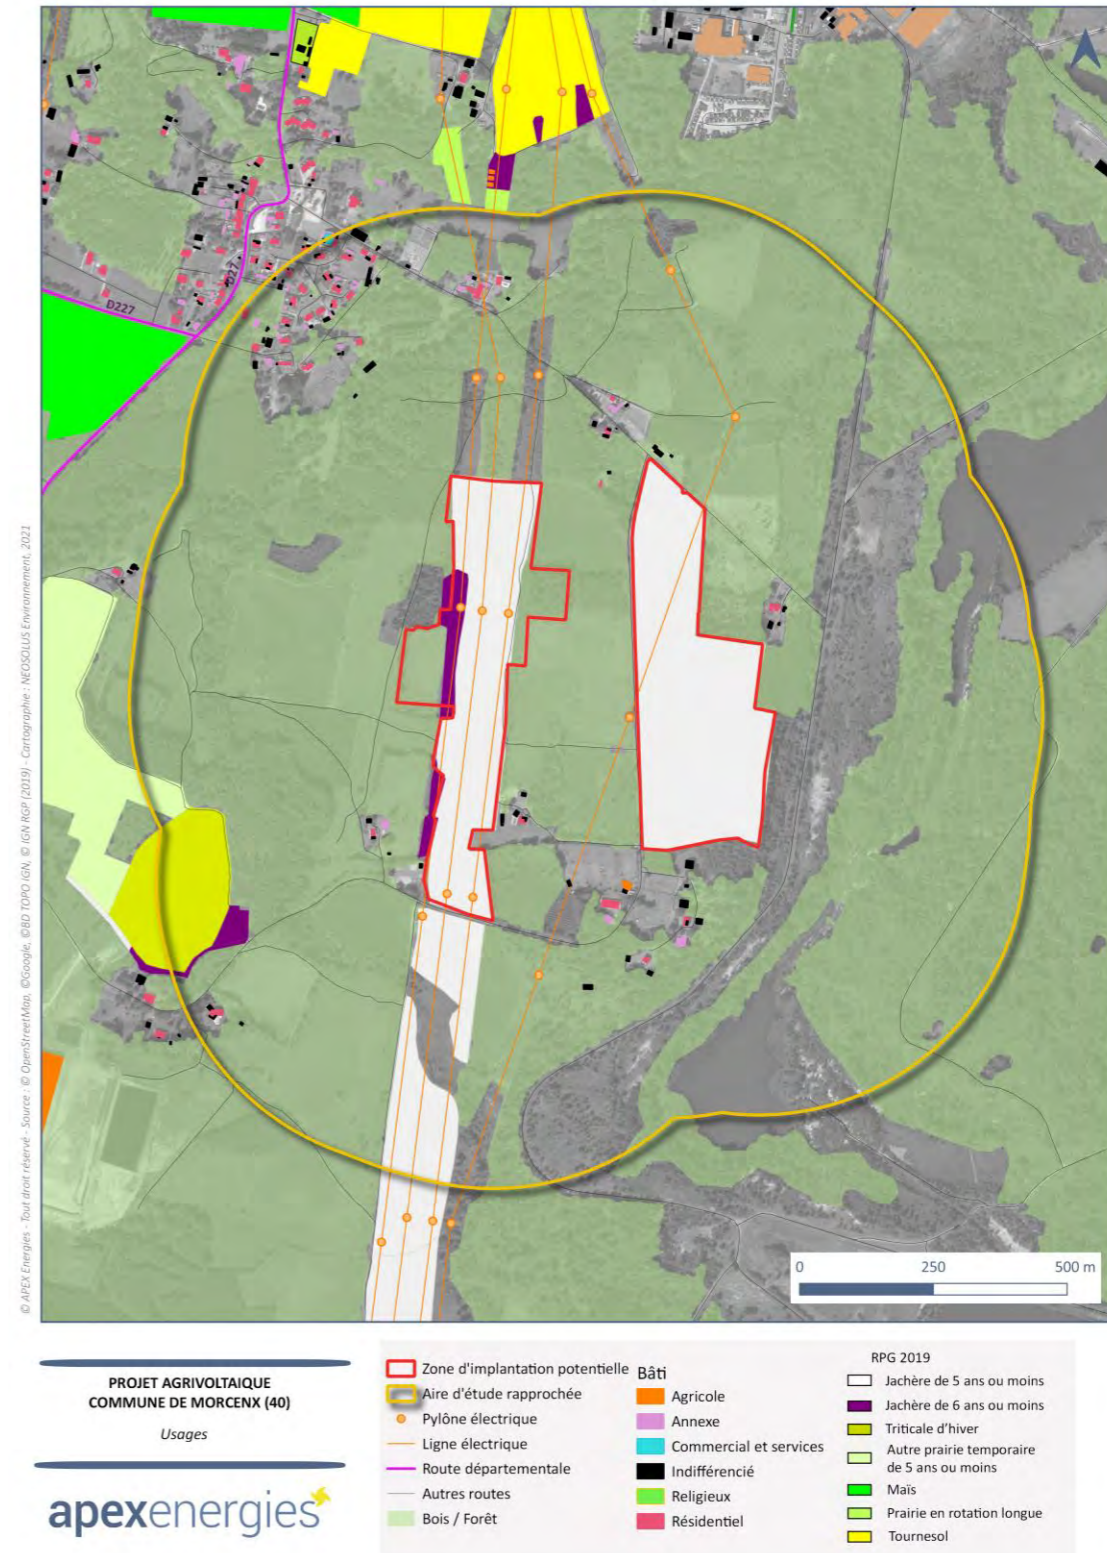 D27
D227
© APEX Energies - Tout droit réservé - Source : © OpenStreetMap, ©Google, ©BD TOPO IGN, © IGN RGP (2019) - Cartographie : NEOSOLUS Environnement, 2021
0 250 500 m
PROJET AGRIVOLTAIQUE
COMMUNE DE MORCENX (40)
Usages
apexenergies
Zone d'implantation potentielle
Aire d'étude rapprochée
Pylône électrique
Ligne électrique
Route départementale
Autres routes
Bois / Forêt
Bâti
Agricole
Annexe
Commercial et services
Indifférencié
Religieux
Résidentiel
RPG 2019
Jachère de 5 ans ou moins
Jachère de 6 ans ou moins
Triticale d'hiver
Autre prairie temporaire
de 5 ans ou moins
Maïs
Prairie en rotation longue
Tournesol